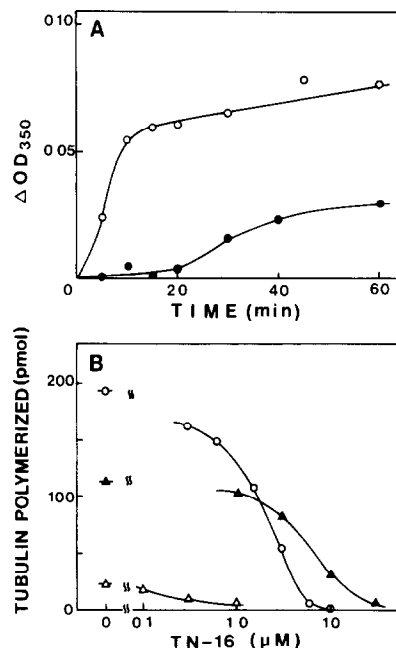 0 10
A
ΔOD350
0 05
0 20 40 60
TIME (min)
B
TUBULIN POLYMERIZED (pmol)
200
100
0
0 0 1 1 0 10
TN-16 (μM)